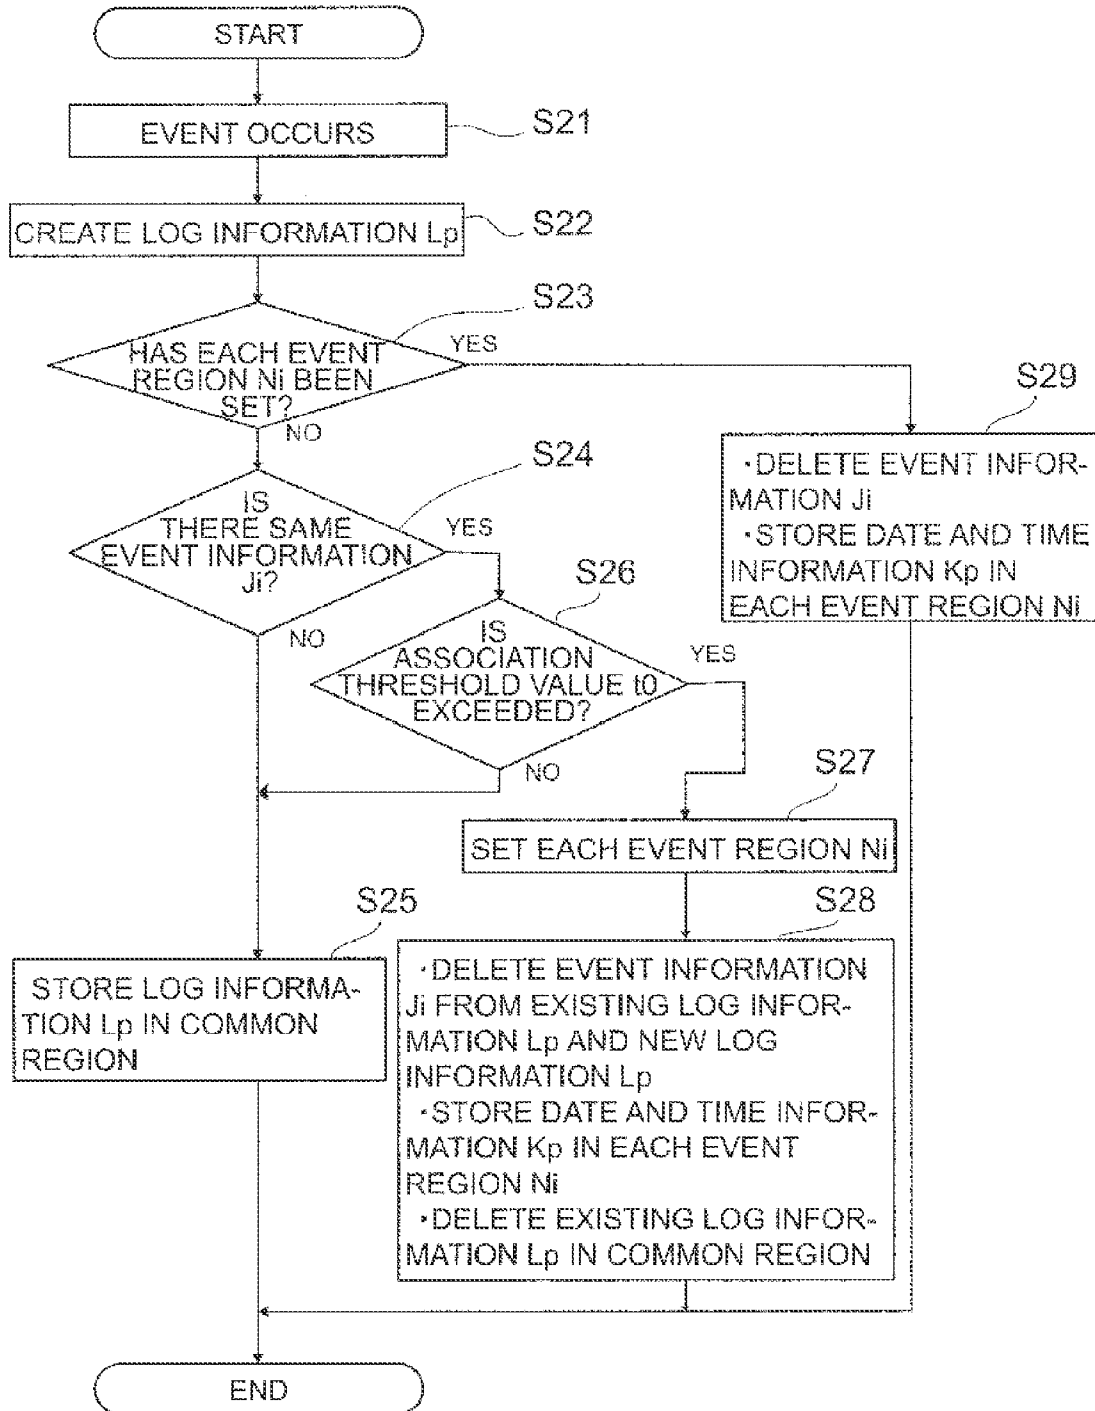 START
EVENT OCCURS
S21
CREATE LOG INFORMATION Lp
S22
S23
HAS EACH EVENT
REGION Ni BEEN
SET?
YES
NO
S29
・DELETE EVENT INFOR-
MATION Ji
・STORE DATE AND TIME
INFORMATION Kp IN
EACH EVENT REGION Ni
S24
IS
THERE SAME
EVENT INFORMATION
Ji?
YES
NO
S26
IS
ASSOCIATION
THRESHOLD VALUE t0
EXCEEDED?
YES
NO
S27
SET EACH EVENT REGION Ni
S25
STORE LOG INFORMA-
TION Lp IN COMMON
REGION
S28
・DELETE EVENT INFORMATION
Ji FROM EXISTING LOG INFOR-
MATION Lp AND NEW LOG
INFORMATION Lp
・STORE DATE AND TIME INFOR-
MATION Kp IN EACH EVENT
REGION Ni
・DELETE EXISTING LOG INFOR-
MATION Lp IN COMMON REGION
END